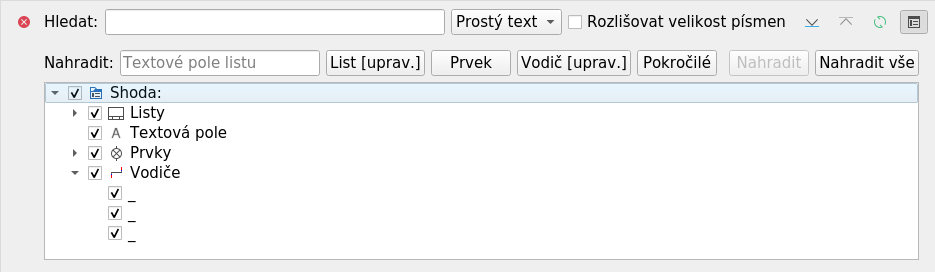 Hledat: Prostý text Rozlišovat velikost písmen
Nahradit: Textové pole listu List [uprav.] Prvek Vodič [uprav.] Pokročilé Nahradit Nahradit vše
Shoda:
Listy
Textová pole
Prvky
Vodiče
_
_
_